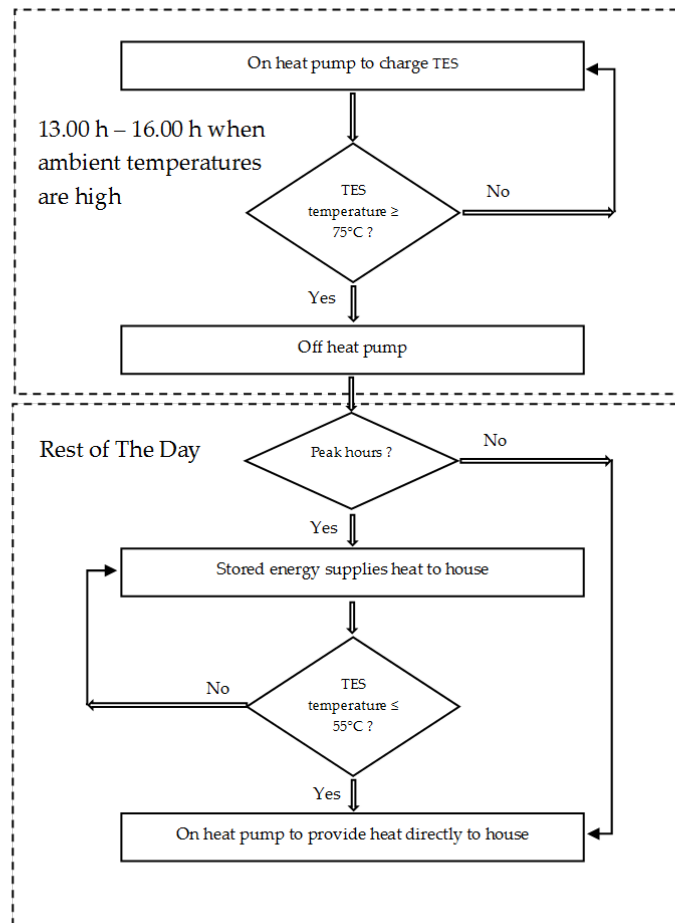 On heat pump to charge TES
13.00 h – 16.00 h when
ambient temperatures
are high
TES
temperature ≥
75°C ?
No
Yes
Off heat pump
Rest of The Day
Peak hours ?
No
Yes
Stored energy supplies heat to house
No
TES
temperature ≤
55°C ?
Yes
On heat pump to provide heat directly to house